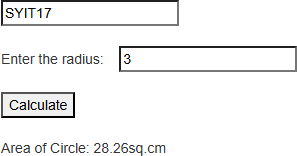 SYIT17
Enter the radius: 3
Calculate
Area of Circle: 28.26sq.cm